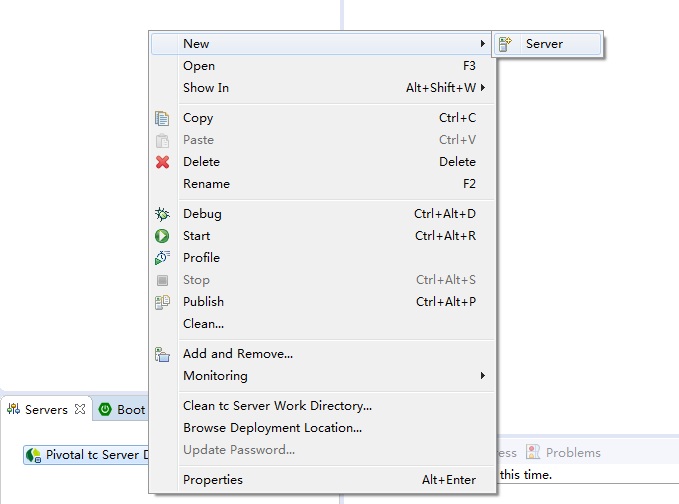 New
Server
Open F3
Show In Alt+Shift+W
Copy Ctrl+C
Paste Ctrl+V
Delete Delete
Rename F2
Debug Ctrl+Alt+D
Start Ctrl+Alt+R
Profile
Stop Ctrl+Alt+S
Publish Ctrl+Alt+P
Clean...
Add and Remove...
Monitoring
Clean tc Server Work Directory...
Browse Deployment Location...
Update Password...
Properties Alt+Enter
Servers Boot
Pivotal tc Server D
ess Problems
this time.